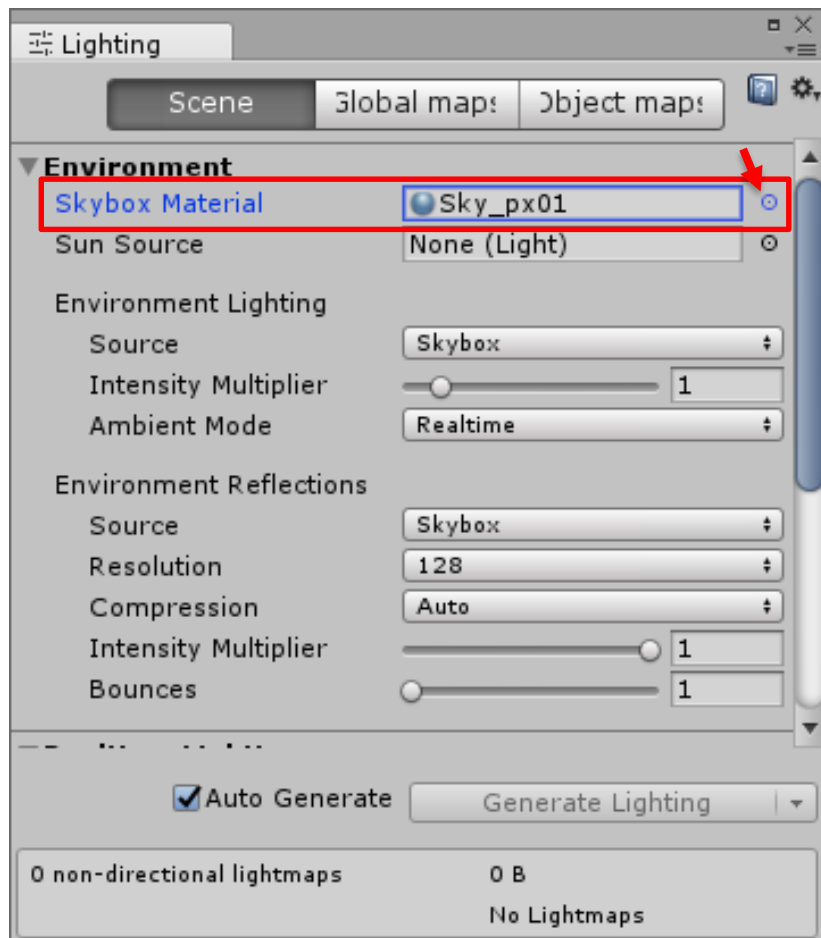 Lighting
Scene Global maps Object maps
Environment
Skybox Material Sky_px01
Sun Source None (Light)
Environment Lighting
Source Skybox
Intensity Multiplier 1
Ambient Mode Realtime
Environment Reflections
Source Skybox
Resolution 128
Compression Auto
Intensity Multiplier 1
Bounces 1
Auto Generate Generate Lighting
0 non-directional lightmaps 0 B
No Lightmaps